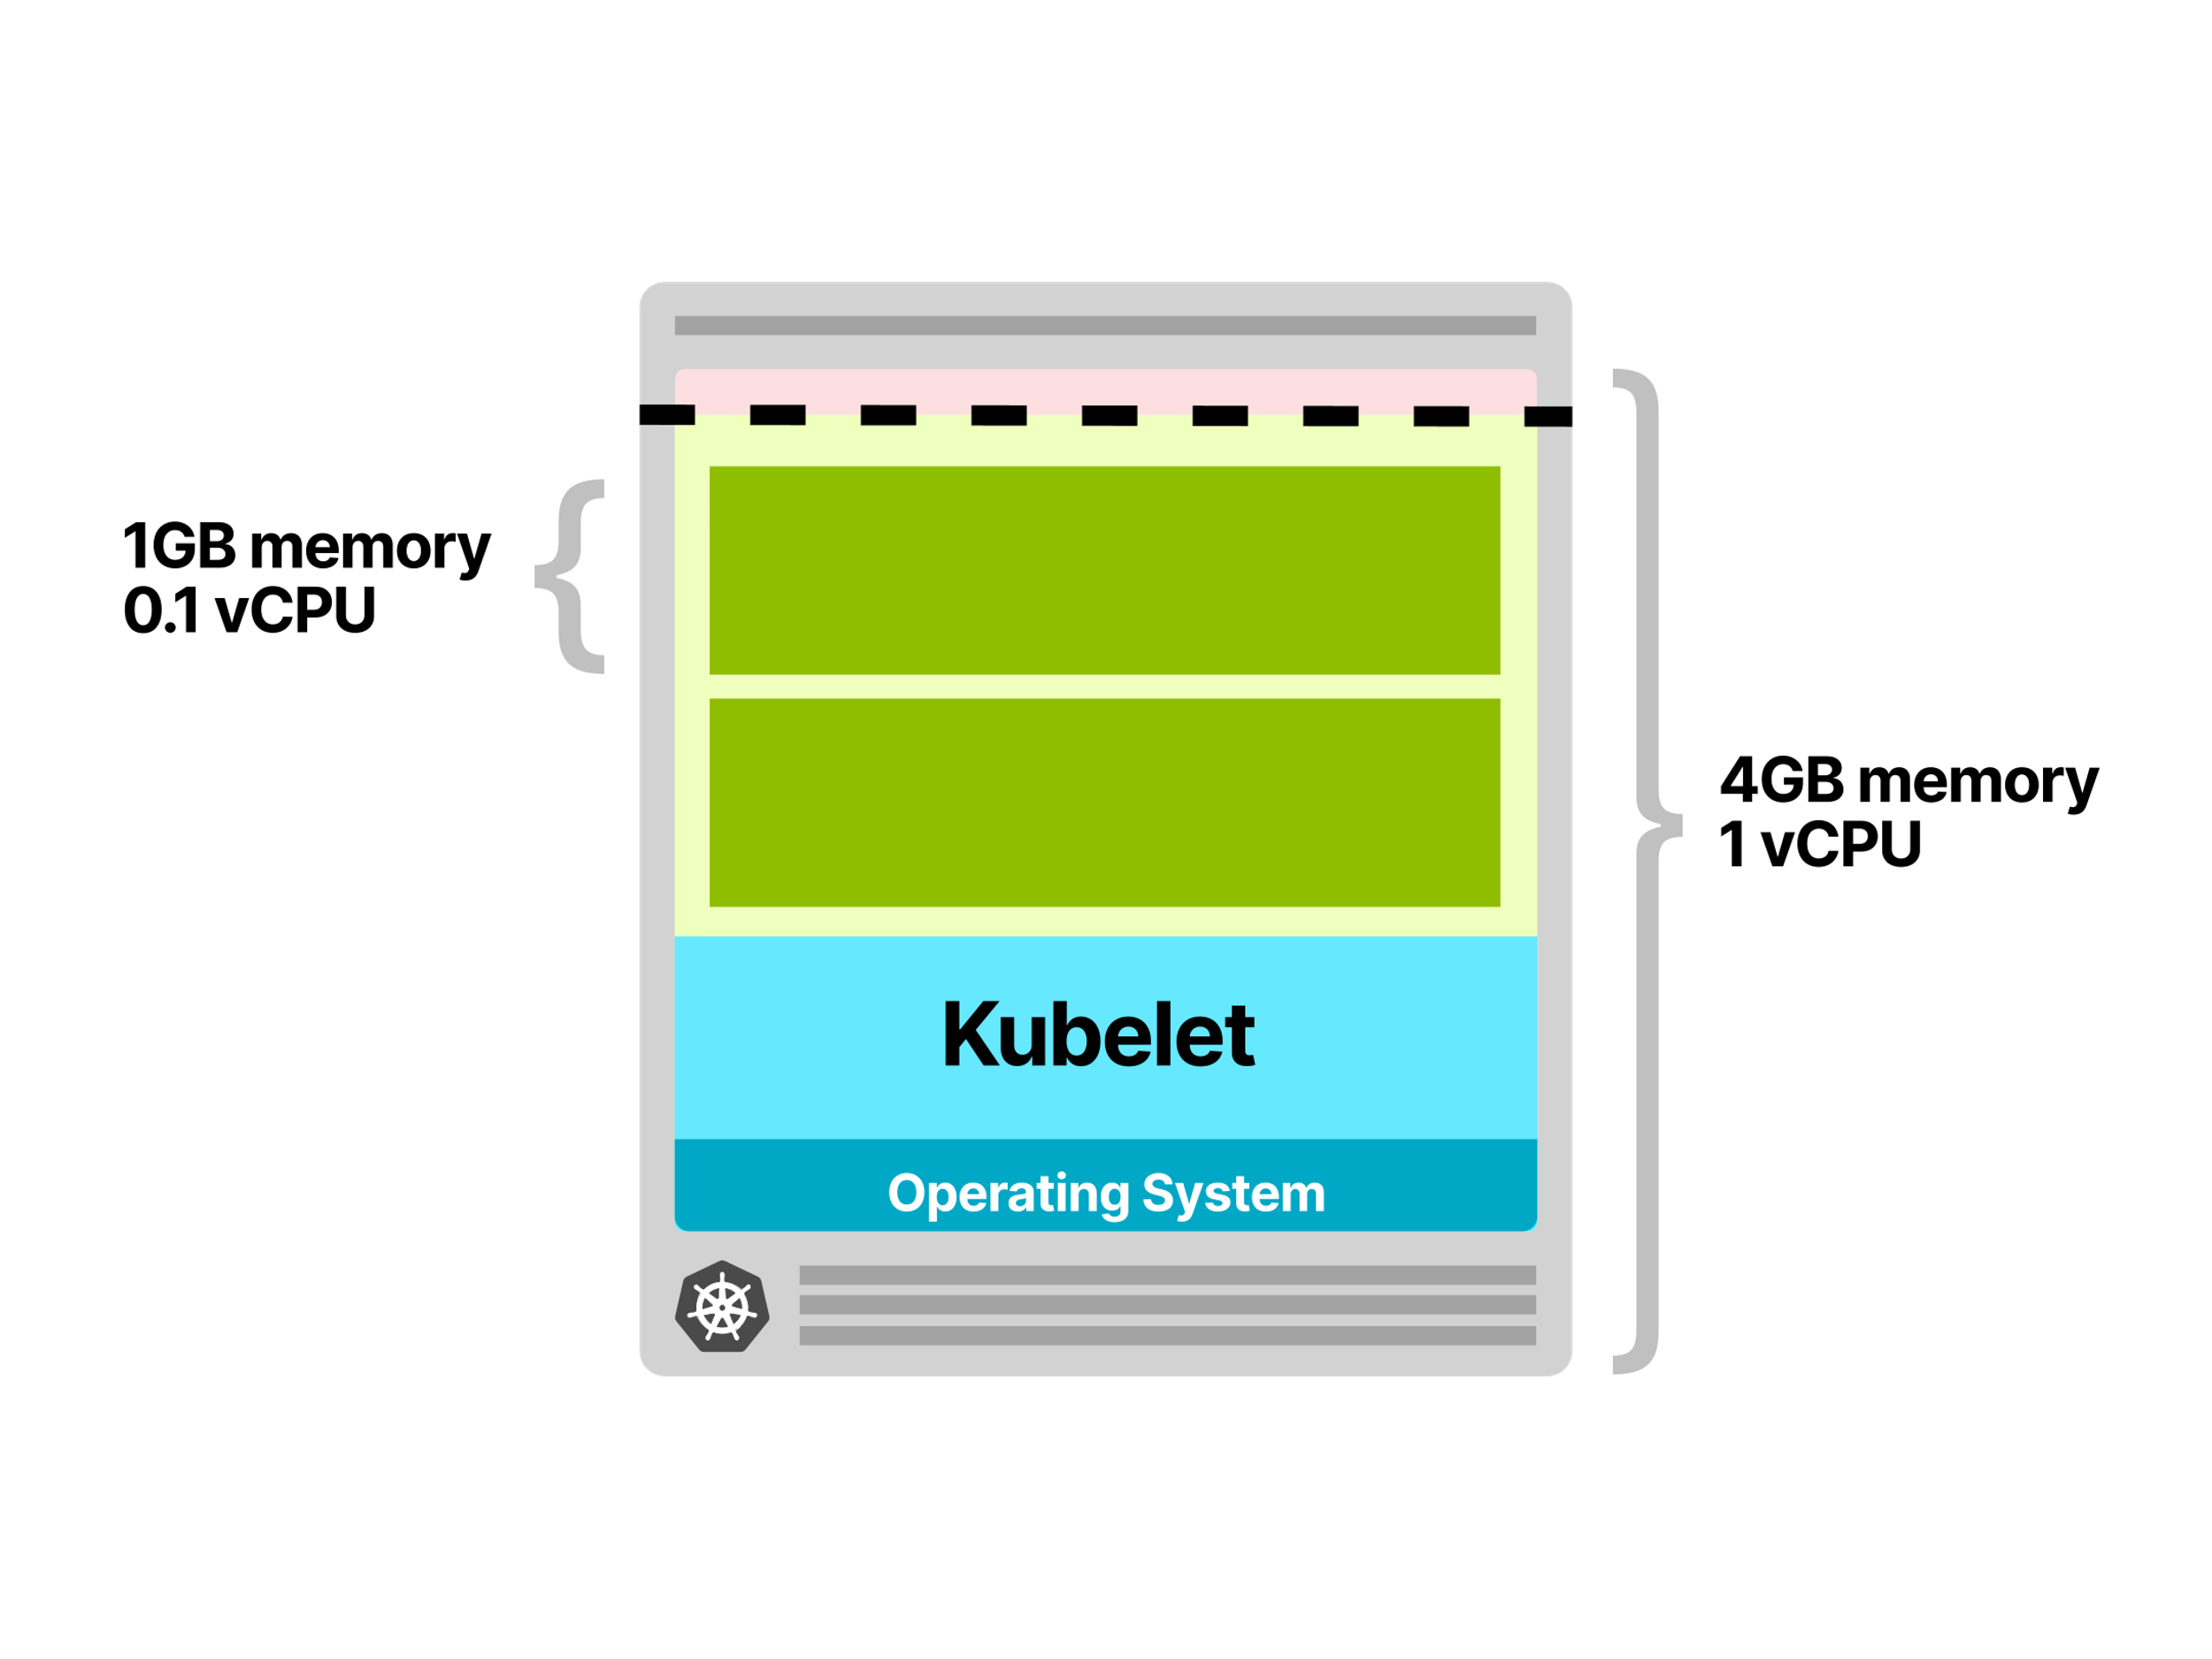 1GB memory
0.1 vCPU
4GB memory
1 vCPU
Kubelet
Operating System